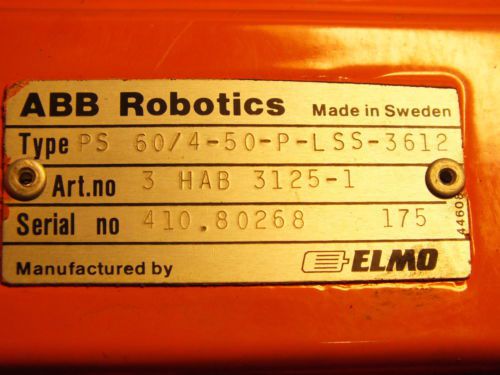 ABB Robotics Made in Sweden
Type PS 60/4-50-P-LSS-3612
Art.no 3 HAB 3125-1
Serial no 410.80268 175
Manufactured by ELMO